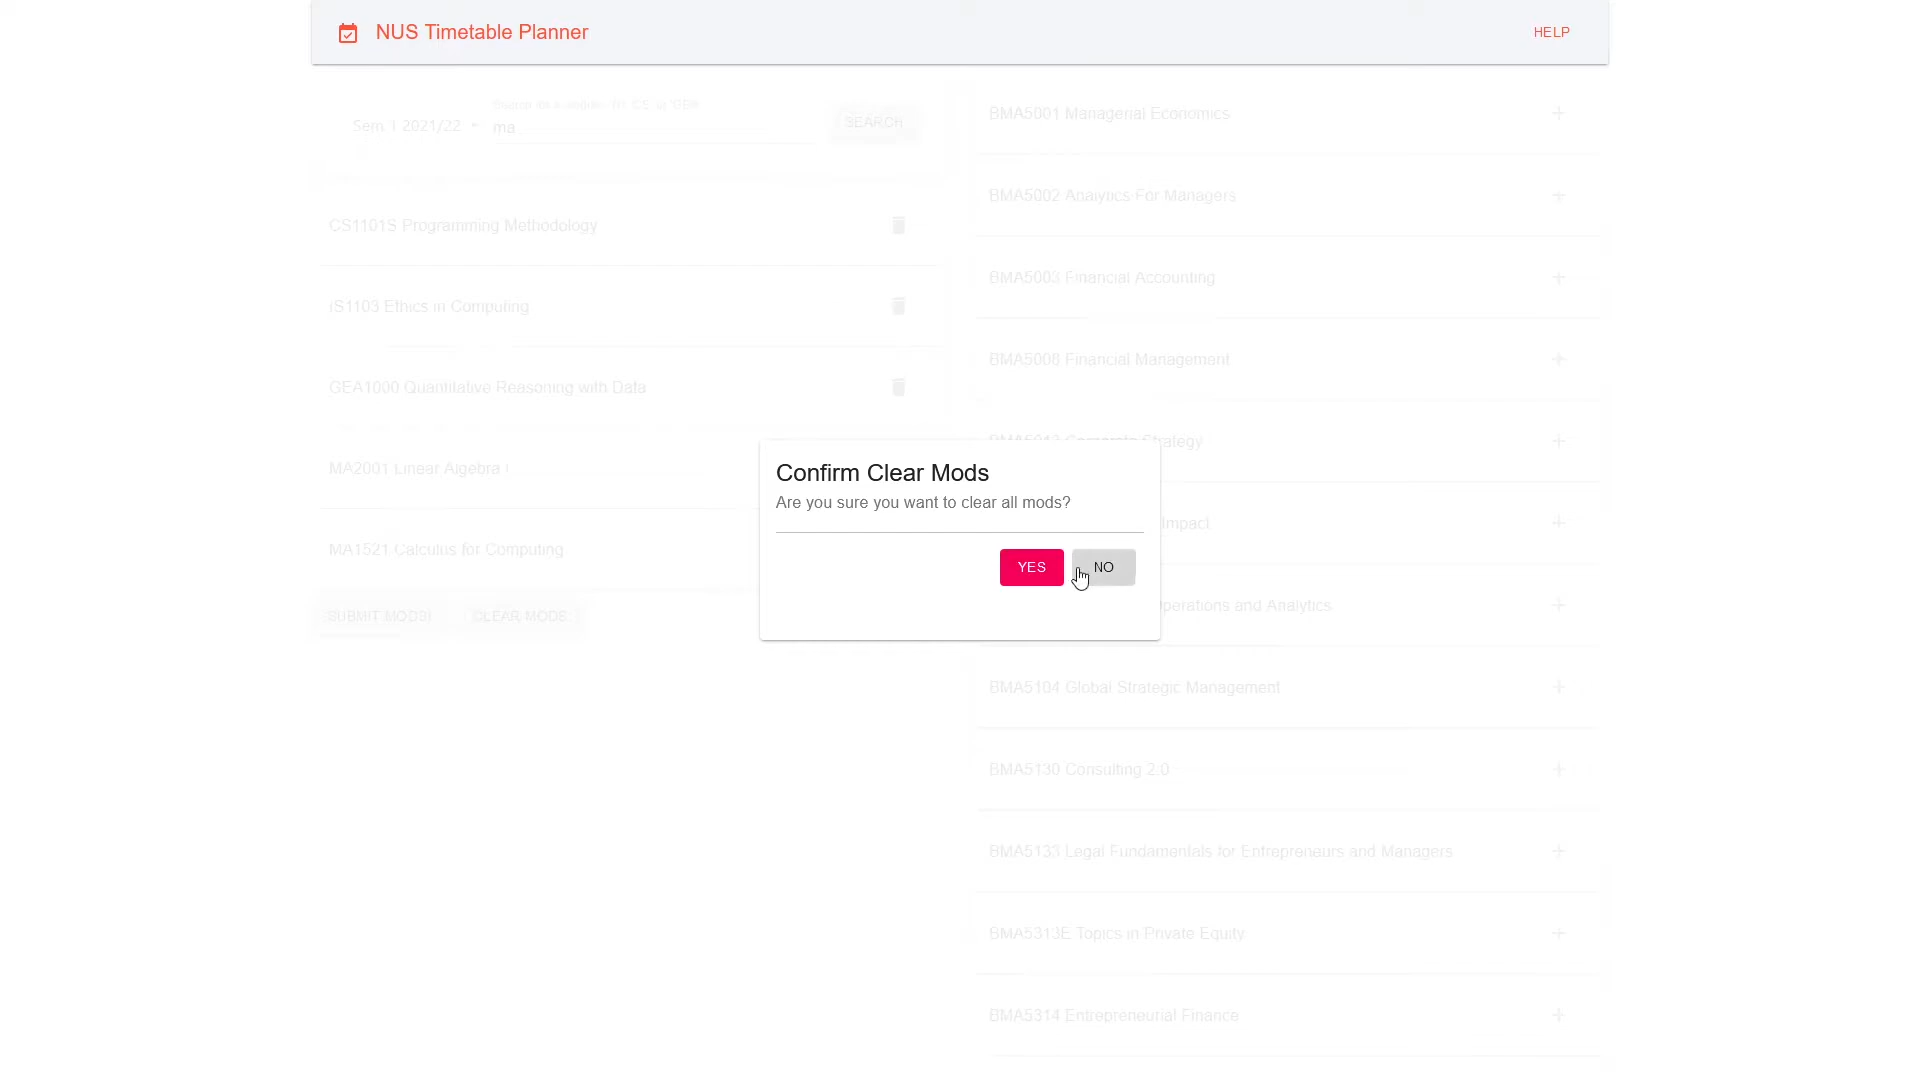 NUS Timetable Planner
HELP
Sem 1 2021/22
ma
SEARCH
CS1101S Programming Methodology
IS1103 Ethics in Computing
GEA1000 Quantitative Reasoning with Data
MA2001 Linear Algebra I
MA1521 Calculus for Computing
SUBMIT MODS!
CLEAR MODS
BMA5001 Managerial Economics
BMA5002 Analytics For Managers
BMA5003 Financial Accounting
BMA5008 Financial Management
Strategy
Impact
Operations and Analytics
BMA5104 Global Strategic Management
BMA5130 Consulting 2.0
BMA5133 Legal Fundamentals for Entrepreneurs and Managers
BMA5313E Topics in Private Equity
BMA5314 Entrepreneurial Finance
Confirm Clear Mods
Are you sure you want to clear all mods?
YES
NO